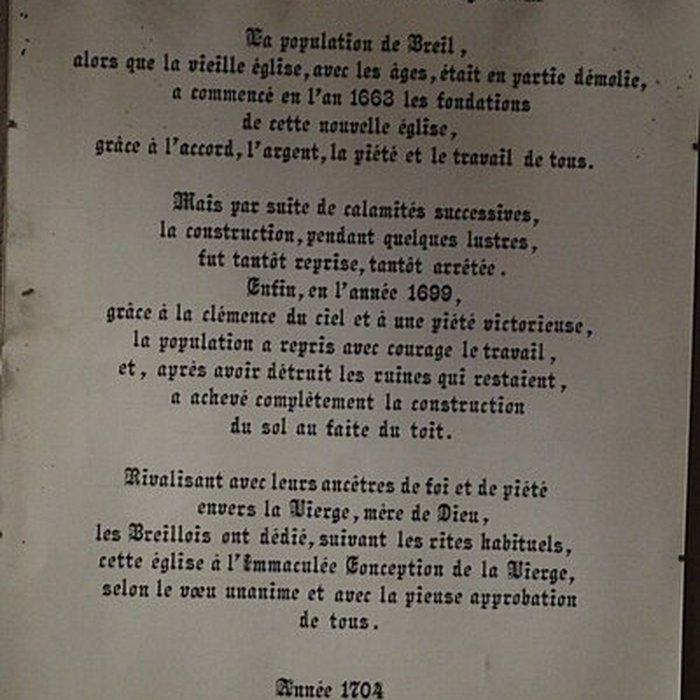 La population de Breil,
alors que la vieille église, avec les âges, était en partie démolie,
a commencé en l'an 1663 les fondations
de cette nouvelle église,
grâce à l'accord, l'argent, la piété et le travail de tous.
Mais par suite de calamités successives,
la construction, pendant quelques lustres,
fut tantôt reprise, tantôt arrêtée.
Enfin, en l'année 1699,
grâce à la clémence du ciel et à une piété victorieuse,
la population a repris avec courage le travail,
et, après avoir détruit les ruines qui restaient,
a achevé complètement la construction
du sol au faite du toit.
Rivalisant avec leurs ancêtres de foi et de piété
envers la Vierge, mère de Dieu,
les Breillois ont dédié, suivant les rites habituels,
cette église à l'Immaculée Conception de la Vierge,
selon le vœu unanime et avec la pieuse approbation
de tous.
Année 1704